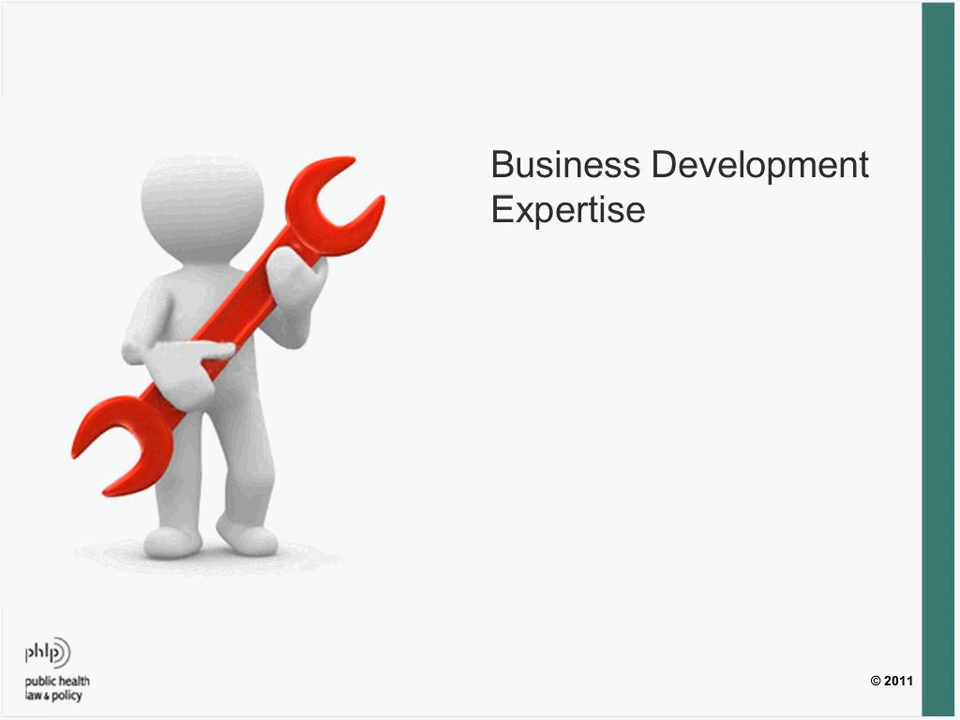 Business Development
Expertise
phlp
public health
law & policy
© 2011